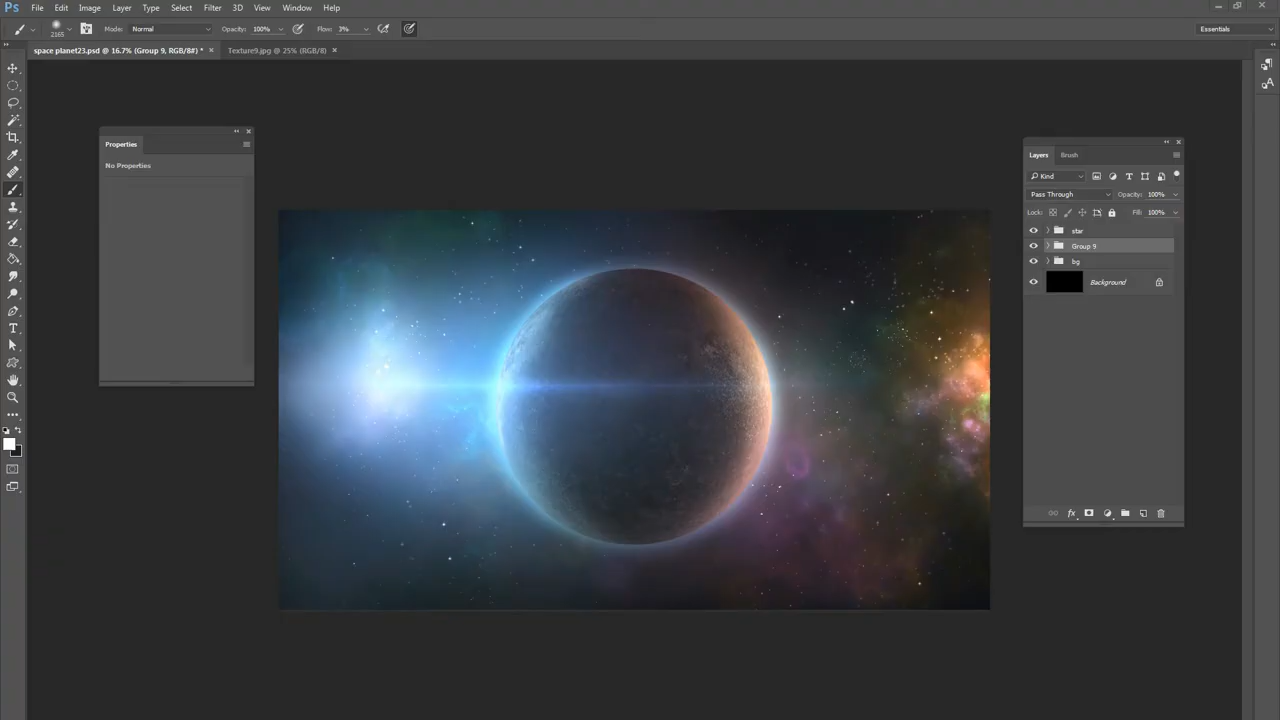 Ps File Edit Image Layer Type Select Filter 3D View Window Help
2165 Mode: Normal Opacity: 100% Flow: 3% Essentials
space planet23.psd @ 16.7% (Group 9, RGB/8#) * × Texture9.jpg @ 25% (RGB/8) ×
Properties
No Properties
Layers Brush
Kind
Pass Through Opacity: 100%
Lock: Fill: 100%
star
Group 9
bg
Background
fx